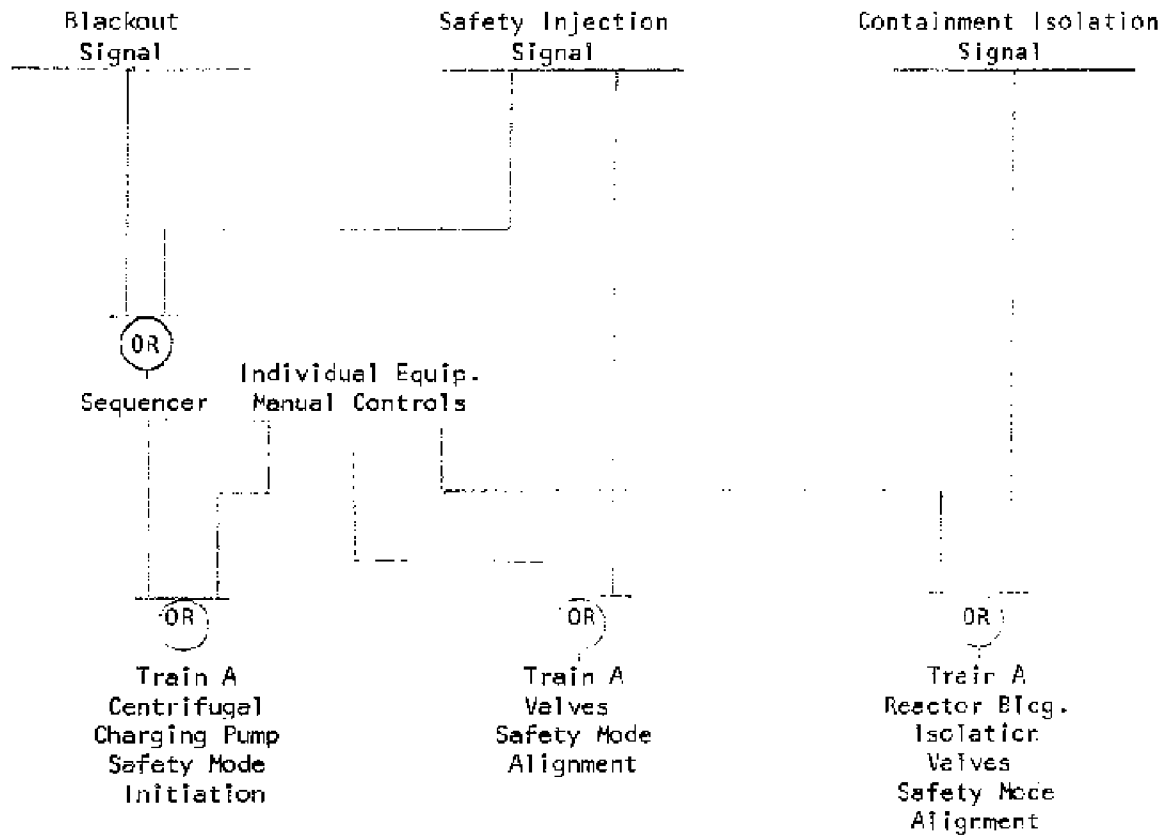 Blackout
Signal
Safety Injection
Signal
Containment Isolation
Signal
OR
Sequencer
Individual Equip.
Manual Controls
OR
Train A
Centrifugal
Charging Pump
Safety Mode
Initiation
OR
Train A
Valves
Safety Mode
Alignment
OR
Train A
Reactor Bldg.
Isolation
Valves
Safety Mode
Alignment